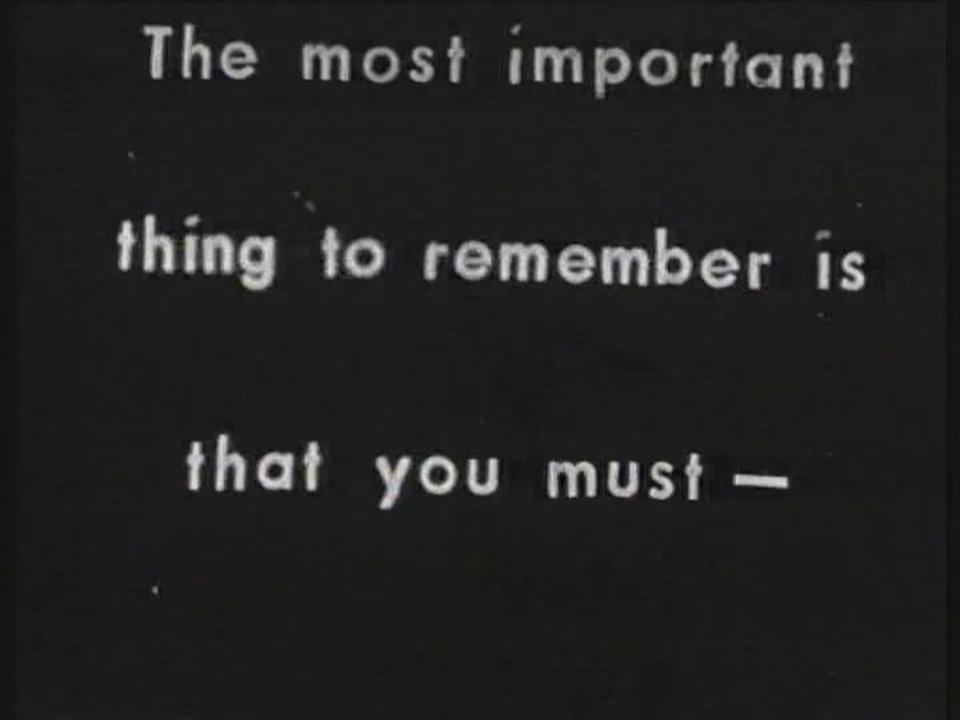 The most important
thing to remember is
that you must —